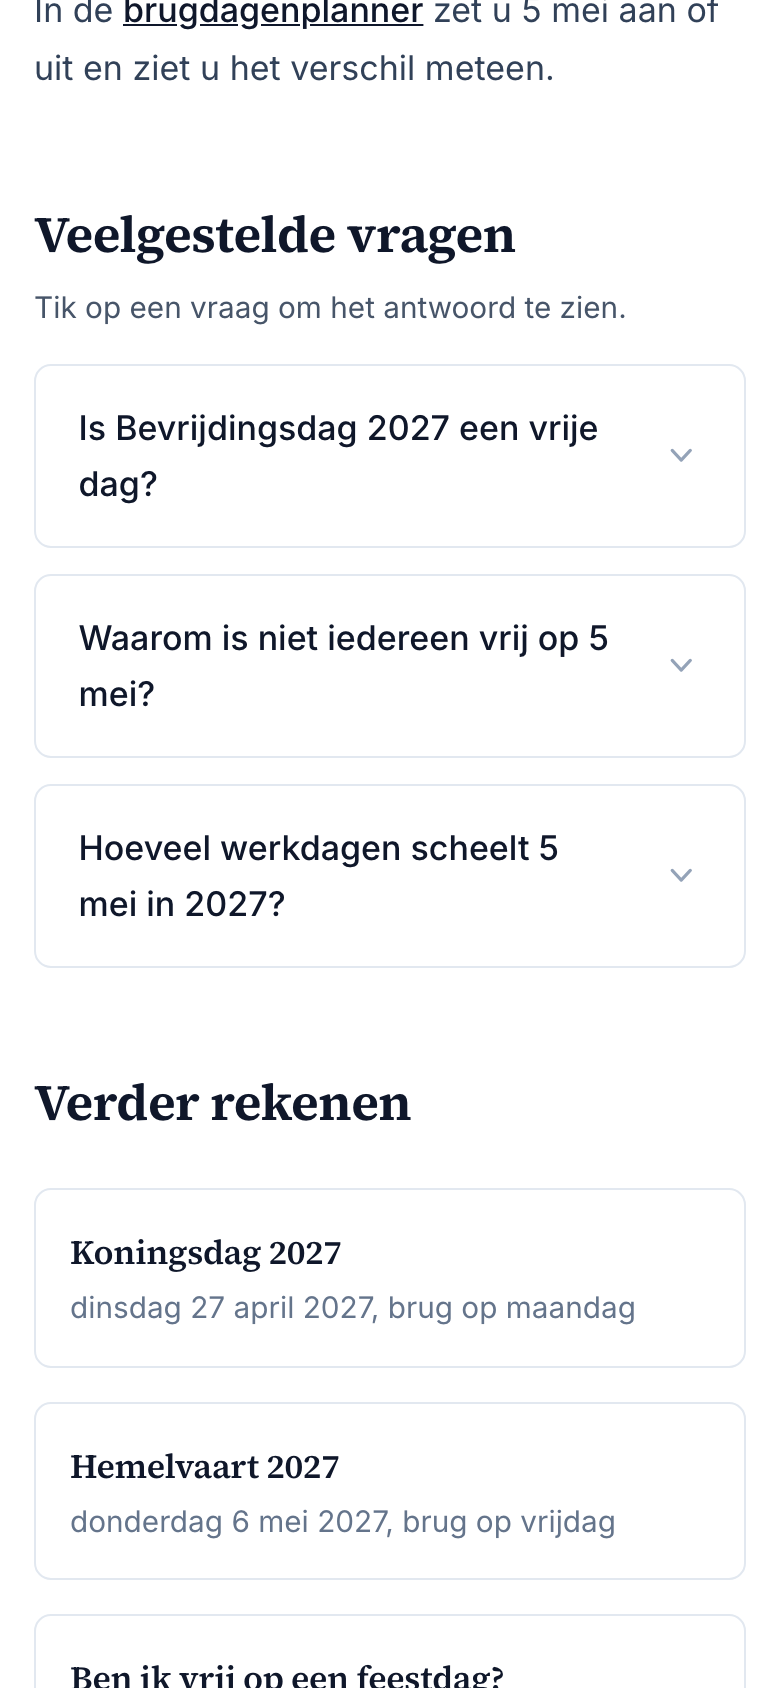 In de brugdagenplanner zet u 5 mei aan of
uit en ziet u het verschil meteen.
Veelgestelde vragen
Tik op een vraag om het antwoord te zien.
Is Bevrijdingsdag 2027 een vrije
dag?
Waarom is niet iedereen vrij op 5
mei?
Hoeveel werkdagen scheelt 5
mei in 2027?
Verder rekenen
Koningsdag 2027
dinsdag 27 april 2027, brug op maandag
Hemelvaart 2027
donderdag 6 mei 2027, brug op vrijdag
Ben ik vrij op een feestdag?